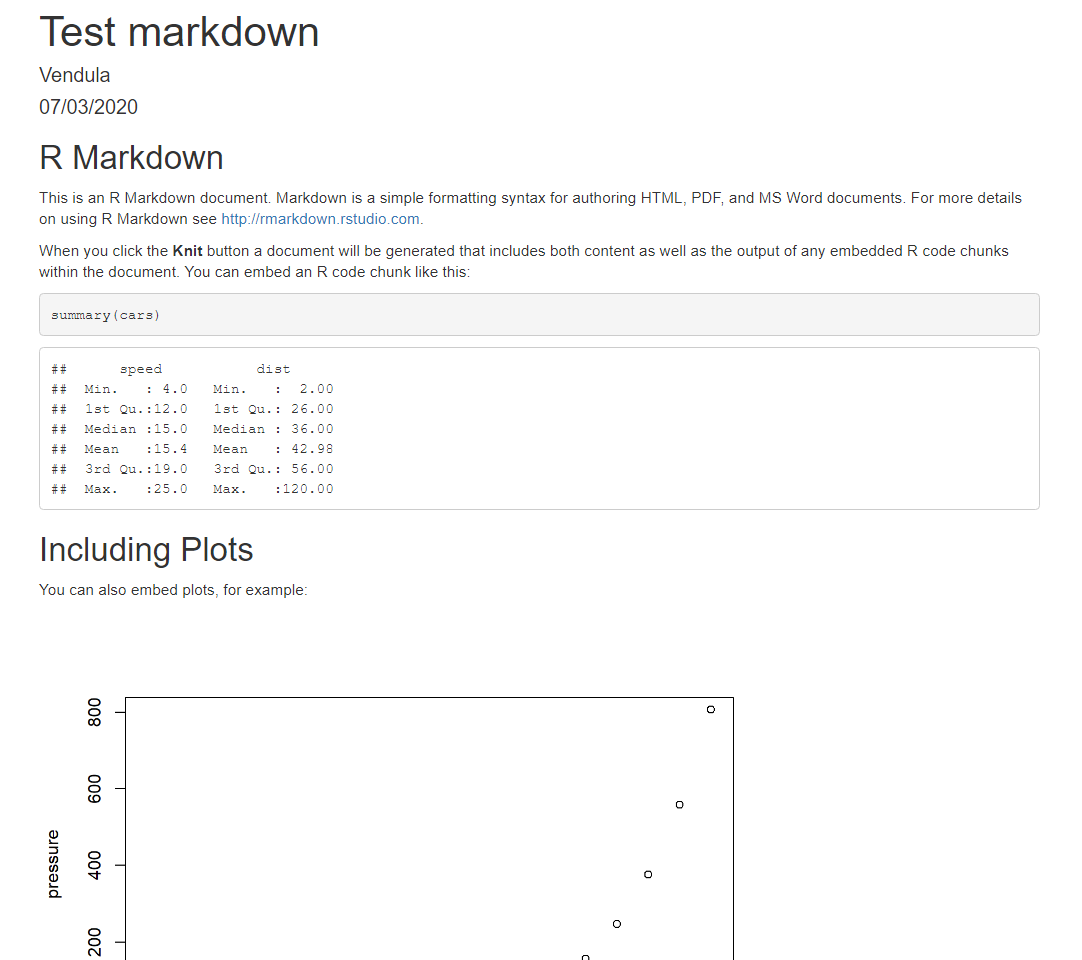 Test markdown
Vendula
07/03/2020
R Markdown
This is an R Markdown document. Markdown is a simple formatting syntax for authoring HTML, PDF, and MS Word documents. For more details
on using R Markdown see http://rmarkdown.rstudio.com.
When you click the Knit button a document will be generated that includes both content as well as the output of any embedded R code chunks
within the document. You can embed an R code chunk like this:
summary(cars)
##      speed           dist
##  Min.   : 4.0   Min.   :  2.00
##  1st Qu.:12.0   1st Qu.: 26.00
##  Median :15.0   Median : 36.00
##  Mean   :15.4   Mean   : 42.98
##  3rd Qu.:19.0   3rd Qu.: 56.00
##  Max.   :25.0   Max.   :120.00
Including Plots
You can also embed plots, for example:
800
600
400
200
pressure